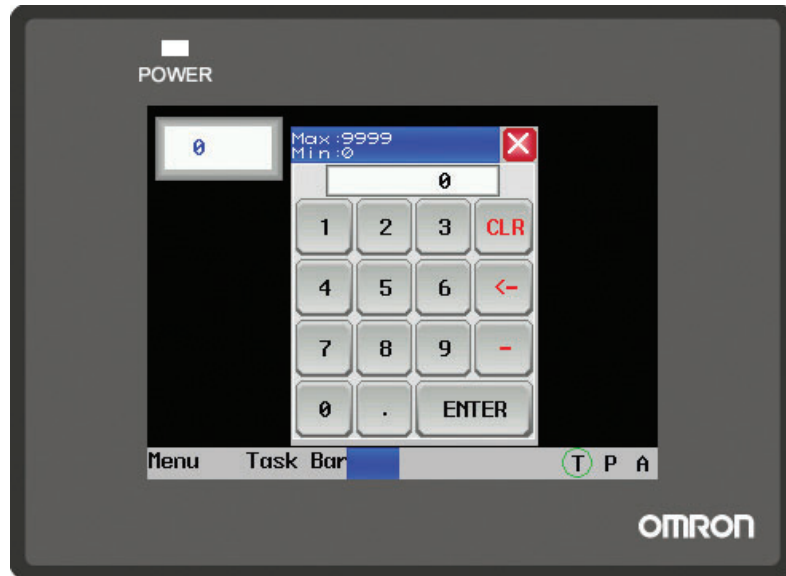 POWER
0
Max:9999
Min:0
0
1 2 3 CLR
4 5 6 <-
7 8 9 -
0 . ENTER
Menu Task Bar T P A
OMRON